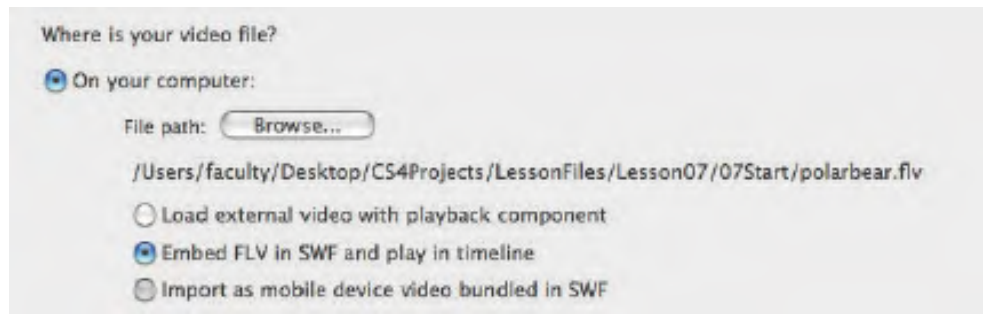 Where is your video file?
On your computer:
File path: Browse...
/Users/faculty/Desktop/CS4Projects/LessonFiles/Lesson07/07Start/polarbear.flv
Load external video with playback component
Embed FLV in SWF and play in timeline
Import as mobile device video bundled in SWF